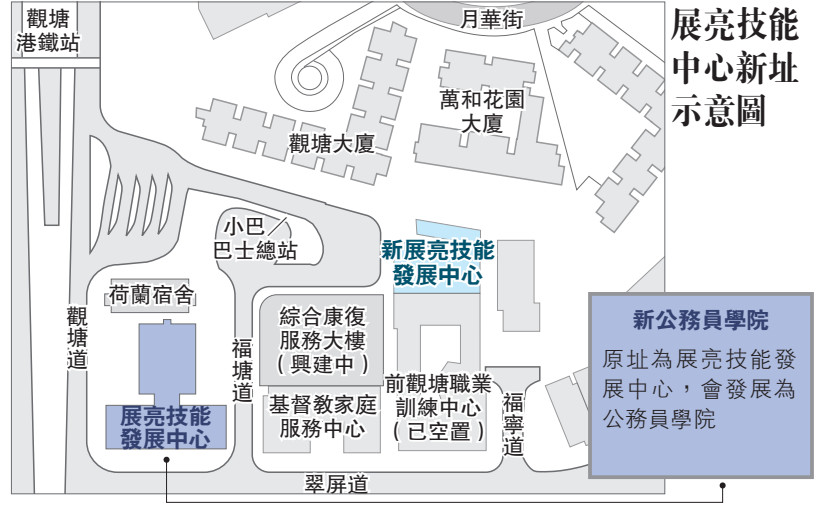 展亮技能
中心新址
示意圖
觀塘
港鐵站
月華街
萬和花園
大廈
觀塘大廈
小巴／
巴士總站
新展亮技能
發展中心
荷蘭宿舍
觀塘道
福塘道
綜合康復
服務大樓
(興建中)
基督教家庭
服務中心
前觀塘職業
訓練中心
(已空置)
福寧道
展亮技能
發展中心
翠屏道
新公務員學院
原址為展亮技能發
展中心，會發展為
公務員學院